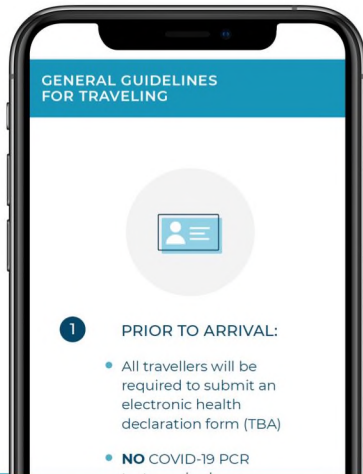 GENERAL GUIDELINES
FOR TRAVELING
1
PRIOR TO ARRIVAL:
• All travellers will be
required to submit an
electronic health
declaration form (TBA)
• NO COVID-19 PCR